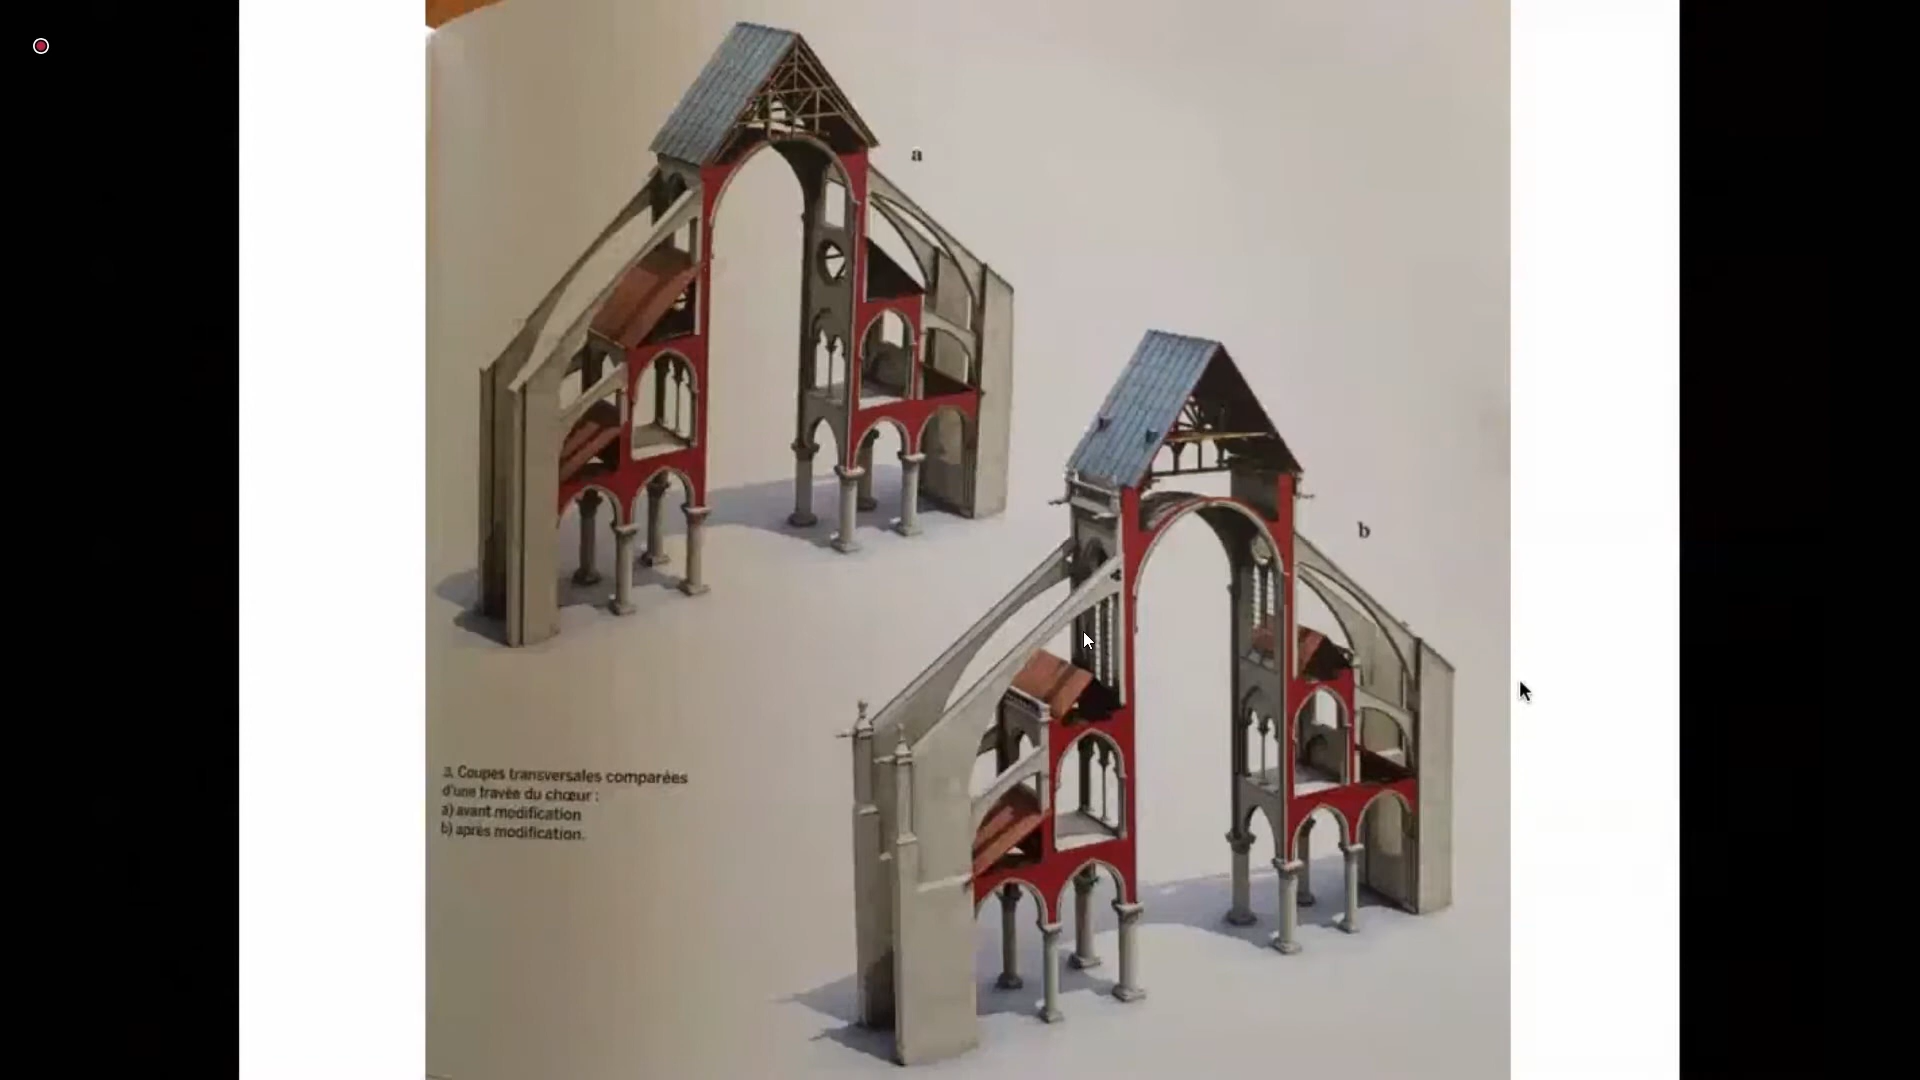 a
b
3. Coupes transversales comparées
d'une travée du chœur :
a) avant modification
b) après modification.